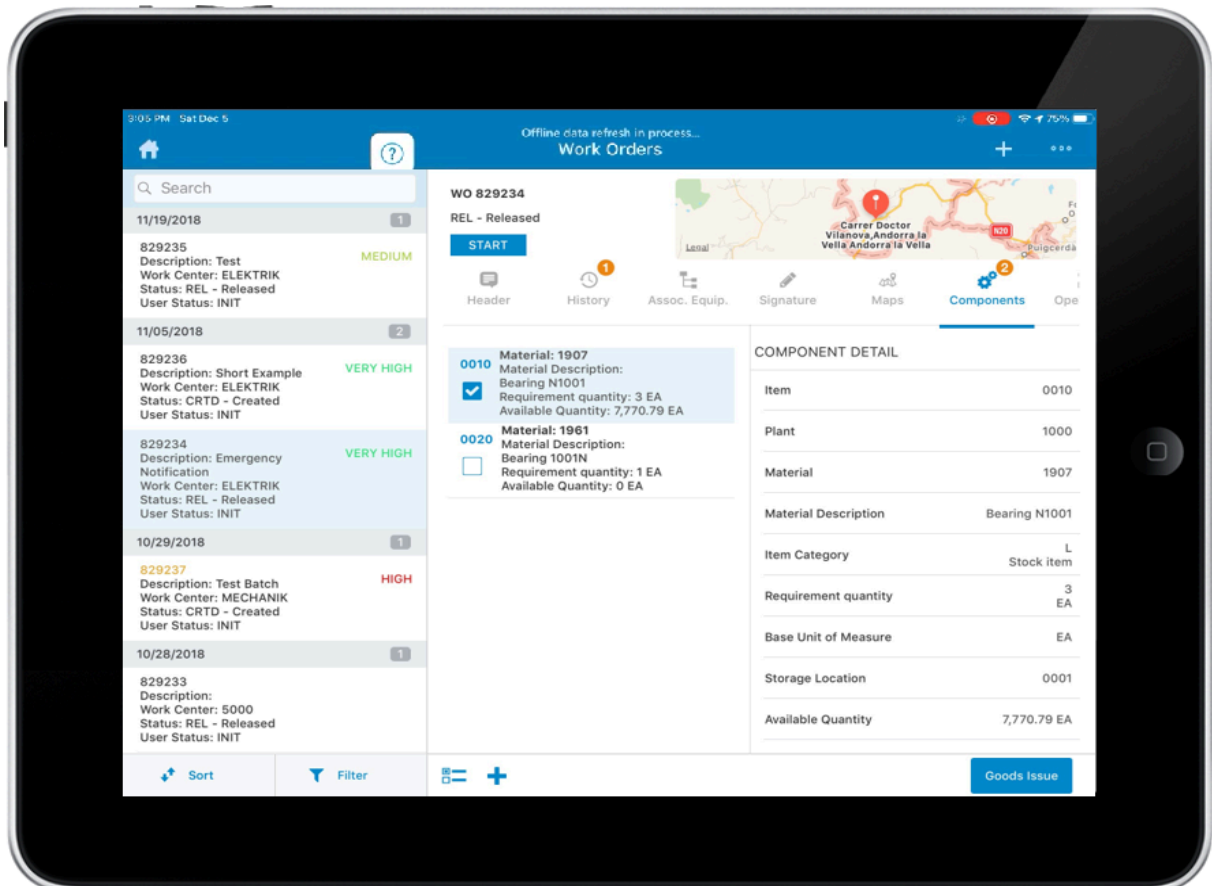 3:05 PM Sat Dec 5
75%
Offline data refresh in process...
Work Orders
?
Search
11/19/2018
1
829235
MEDIUM
Description: Test
Work Center: ELEKTRIK
Status: REL - Released
User Status: INIT
11/05/2018
2
829236
VERY HIGH
Description: Short Example
Work Center: ELEKTRIK
Status: CRTD - Created
User Status: INIT
829234
VERY HIGH
Description: Emergency
Notification
Work Center: ELEKTRIK
Status: REL - Released
User Status: INIT
10/29/2018
1
829237
HIGH
Description: Test Batch
Work Center: MECHANIK
Status: CRTD - Created
User Status: INIT
10/28/2018
1
829233
Description:
Work Center: 5000
Status: REL - Released
User Status: INIT
Sort
Filter
WO 829234
REL - Released
START
Carrer Doctor
Vilanova,Andorra la
Vella Andorra la Vella
Legal
N20
Puigcerdà
Header
1
History
Assoc. Equip.
Signature
Maps
2
Components
Ope
0010
Material: 1907
Material Description:
Bearing N1001
Requirement quantity: 3 EA
Available Quantity: 7,770.79 EA
0020
Material: 1961
Material Description:
Bearing 1001N
Requirement quantity: 1 EA
Available Quantity: 0 EA
COMPONENT DETAIL
Item 0010
Plant 1000
Material 1907
Material Description Bearing N1001
Item Category L
Stock item
Requirement quantity 3
EA
Base Unit of Measure EA
Storage Location 0001
Available Quantity 7,770.79 EA
Goods Issue